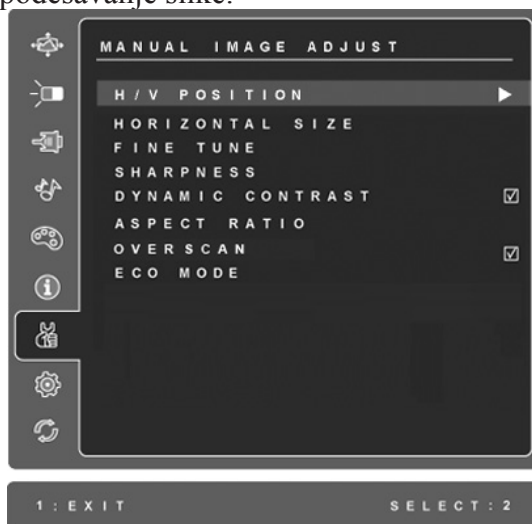 podešavanje slike.
MANUAL IMAGE ADJUST
H/V POSITION
HORIZONTAL SIZE
FINE TUNE
SHARPNESS
DYNAMIC CONTRAST
ASPECT RATIO
OVERSCAN
ECO MODE
1:EXIT SELECT:2